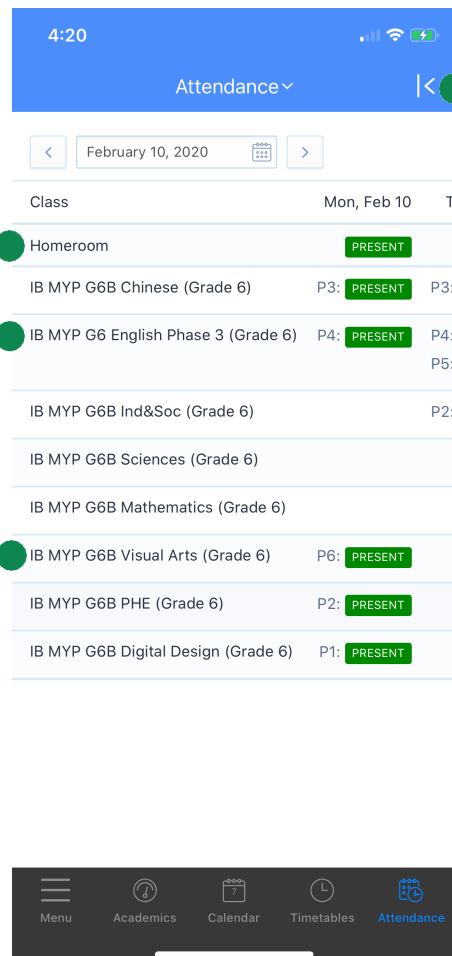 4:20
Attendance
February 10, 2020
Class Mon, Feb 10 T
Homeroom PRESENT
IB MYP G6B Chinese (Grade 6) P3: PRESENT P3:
IB MYP G6 English Phase 3 (Grade 6) P4: PRESENT P4:
P5:
IB MYP G6B Ind&Soc (Grade 6) P2:
IB MYP G6B Sciences (Grade 6)
IB MYP G6B Mathematics (Grade 6)
IB MYP G6B Visual Arts (Grade 6) P6: PRESENT
IB MYP G6B PHE (Grade 6) P2: PRESENT
IB MYP G6B Digital Design (Grade 6) P1: PRESENT
7
Menu Academics Calendar Timetables Attendance